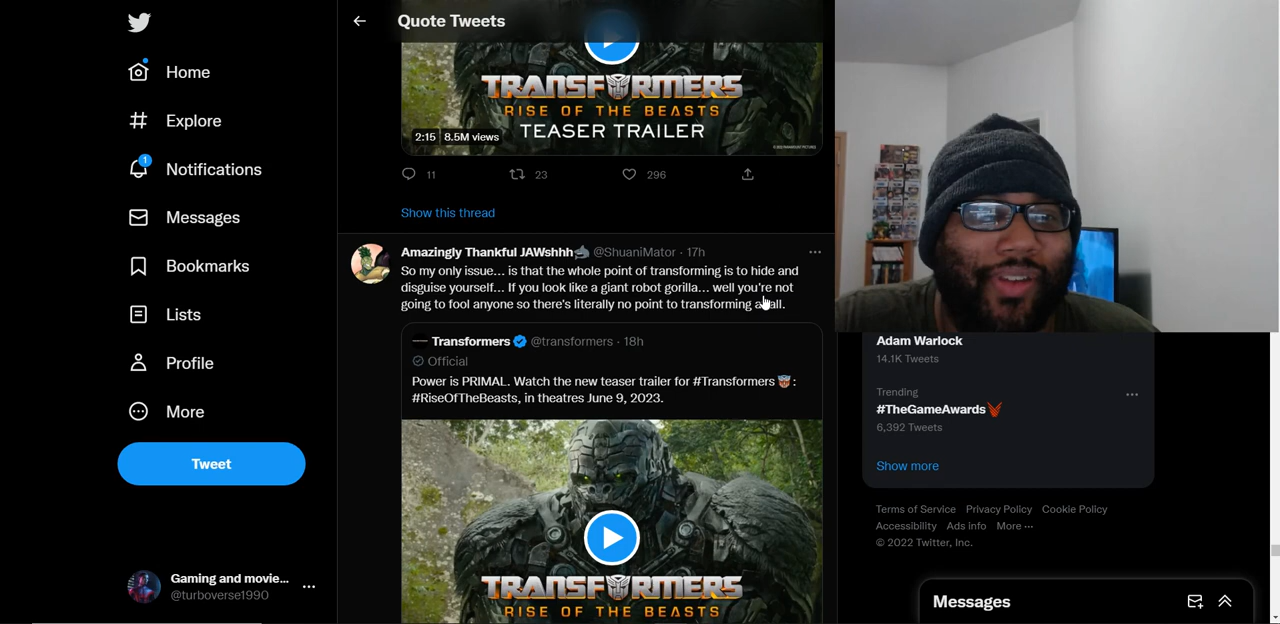 Quote Tweets
Home
Explore
1
Notifications
Messages
Bookmarks
Lists
Profile
More
Tweet
Gaming and movie...
@turboverse1990
TRANSFORMERS
RISE OF THE BEASTS
TEASER TRAILER
2:15 8.5M views
11 23 296
Show this thread
Amazingly Thankful JAWshhh🦈 @ShuaniMator · 17h
So my only issue... is that the whole point of transforming is to hide and
disguise yourself... If you look like a giant robot gorilla... well you're not
going to fool anyone so there's literally no point to transforming at all.
Transformers @transformers · 18h
Official
Power is PRIMAL. Watch the new teaser trailer for #Transformers :
#RiseOfTheBeasts, in theatres June 9, 2023.
TRANSFORMERS
RISE OF THE BEASTS
Adam Warlock
14.1K Tweets
Trending
#TheGameAwards
6,392 Tweets
Show more
Terms of Service Privacy Policy Cookie Policy
Accessibility Ads info More ...
© 2022 Twitter, Inc.
Messages